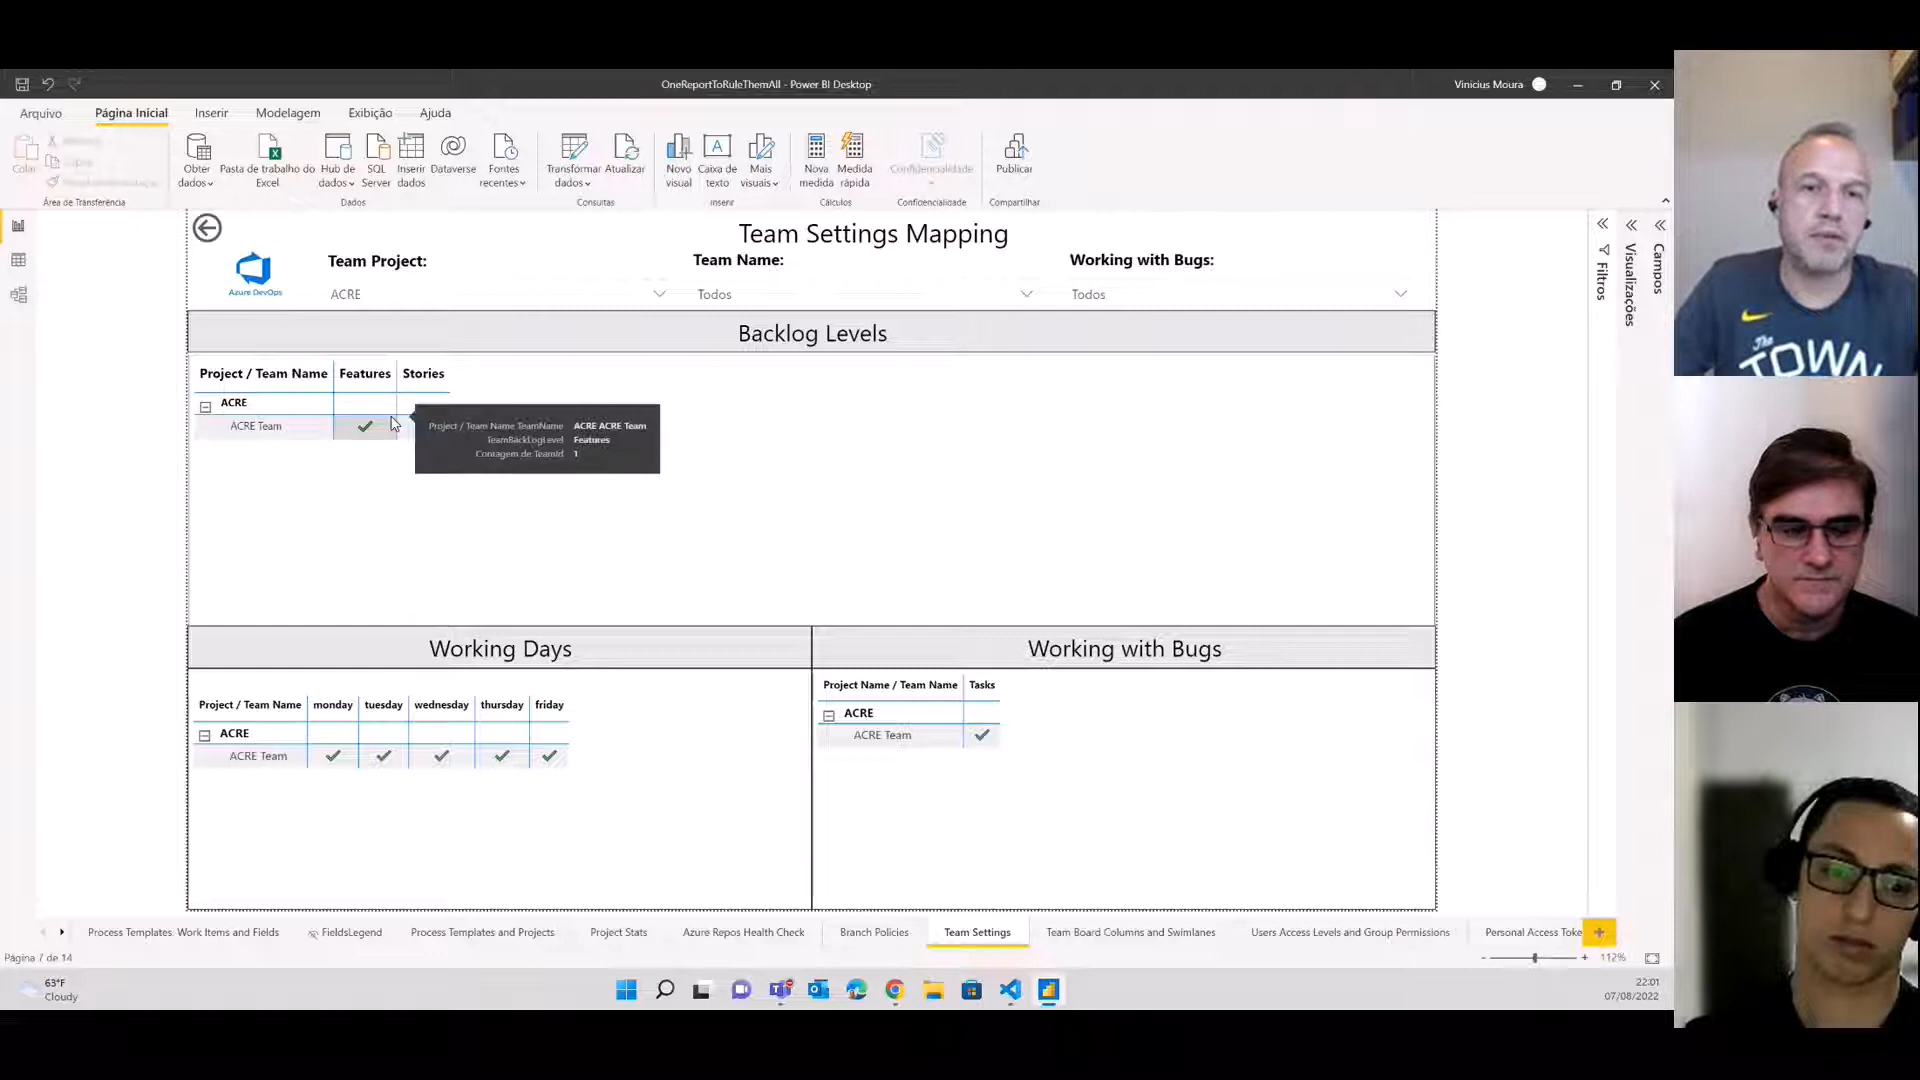 OneReportToRuleThemAll - Power BI Desktop
Vinicius Moura
Arquivo
Página Inicial
Inserir
Modelagem
Exibição
Ajuda
Colar
Obter dados
Pasta de trabalho do Excel
Hub de dados
SQL Server
Inserir dados
Dataverse
Fontes recentes
Transformar dados
Atualizar
Novo visual
Caixa de texto
Mais visuais
Nova medida
Medida rápida
Confidencialidade
Publicar
Área de Transferência
Dados
Consultas
Inserir
Cálculos
Confidencialidade
Compartilhar
Team Settings Mapping
Azure DevOps
Team Project:
ACRE
Team Name:
Todos
Working with Bugs:
Todos
Filtros
Visualizações
Campos
Backlog Levels
Project / Team Name Features Stories
ACRE
ACRE Team
Project / Team Name TeamName ACRE ACRE Team
TeamBackLogLevel Features
Contagem de TeamId 1
Working Days
Project / Team Name monday tuesday wednesday thursday friday
ACRE
ACRE Team
Working with Bugs
Project Name / Team Name Tasks
ACRE
ACRE Team
Process Templates: Work Items and Fields
FieldsLegend
Process Templates and Projects
Project Stats
Azure Repos Health Check
Branch Policies
Team Settings
Team Board Columns and Swimlanes
Users Access Levels and Group Permissions
Personal Access Toke
Página 7 de 14
112%
63°F
Cloudy
22:01
07/08/2022
The
TOWN